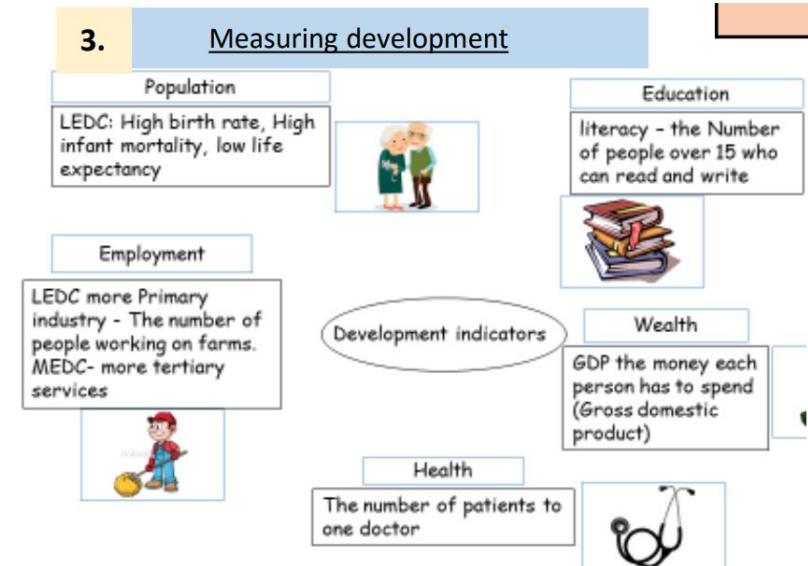 3.
Measuring development
Population
LEDC: High birth rate, High
infant mortality, low life
expectancy
Education
literacy - the Number
of people over 15 who
can read and write
Employment
LEDC more Primary
industry - The number of
people working on farms.
MEDC- more tertiary
services
Development indicators
Wealth
GDP the money each
person has to spend
(Gross domestic
product)
Health
The number of patients to
one doctor